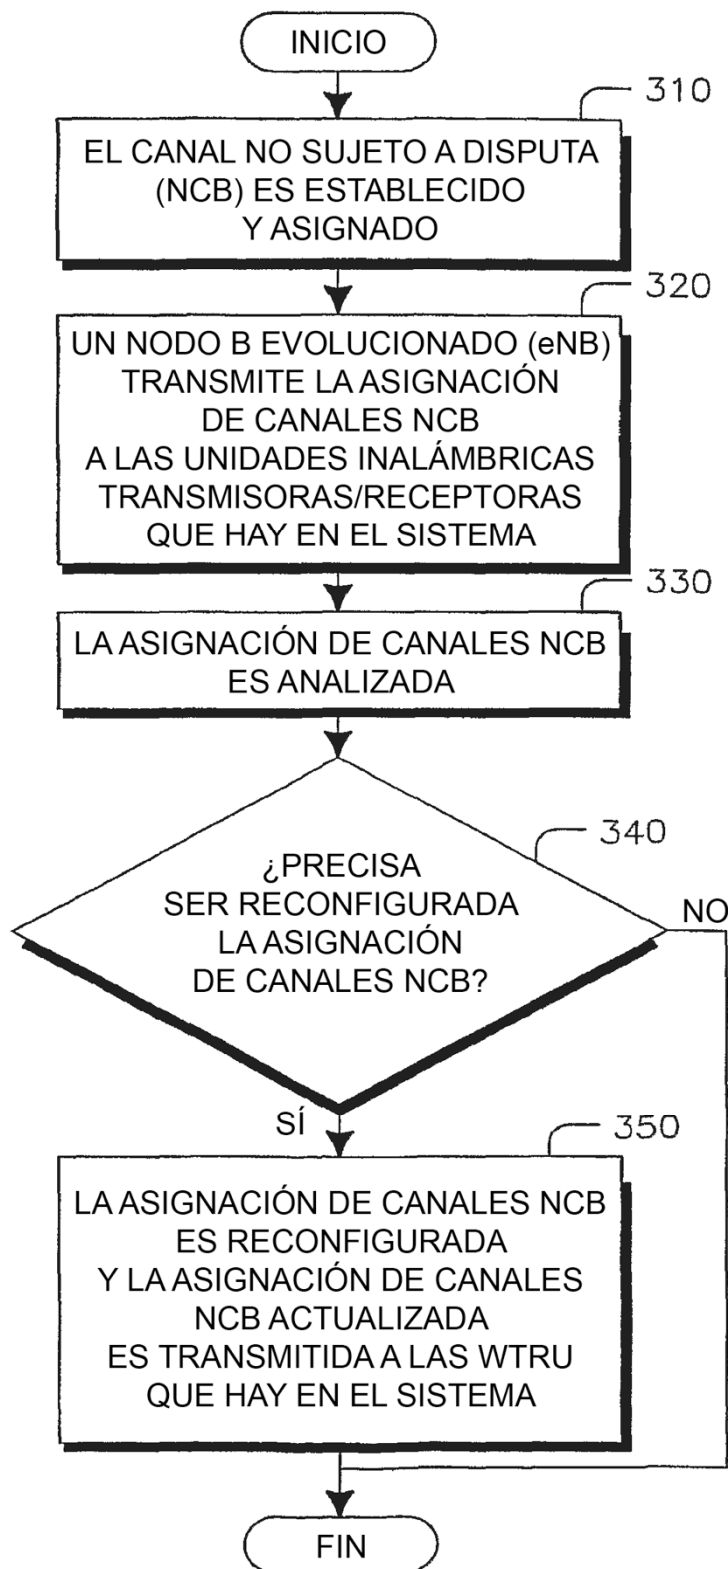 INICIO
310
EL CANAL NO SUJETO A DISPUTA
(NCB) ES ESTABLECIDO
Y ASIGNADO
320
UN NODO B EVOLUCIONADO (eNB)
TRANSMITE LA ASIGNACIÓN
DE CANALES NCB
A LAS UNIDADES INALÁMBRICAS
TRANSMISORAS/RECEPTORAS
QUE HAY EN EL SISTEMA
330
LA ASIGNACIÓN DE CANALES NCB
ES ANALIZADA
340
¿PRECISA
SER RECONFIGURADA
LA ASIGNACIÓN
DE CANALES NCB?
NO
SÍ
350
LA ASIGNACIÓN DE CANALES NCB
ES RECONFIGURADA
Y LA ASIGNACIÓN DE CANALES
NCB ACTUALIZADA
ES TRANSMITIDA A LAS WTRU
QUE HAY EN EL SISTEMA
FIN